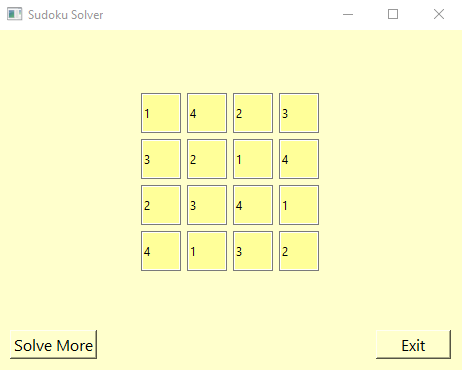 Sudoku Solver
1 4 2 3
3 2 1 4
2 3 4 1
4 1 3 2
Solve More Exit